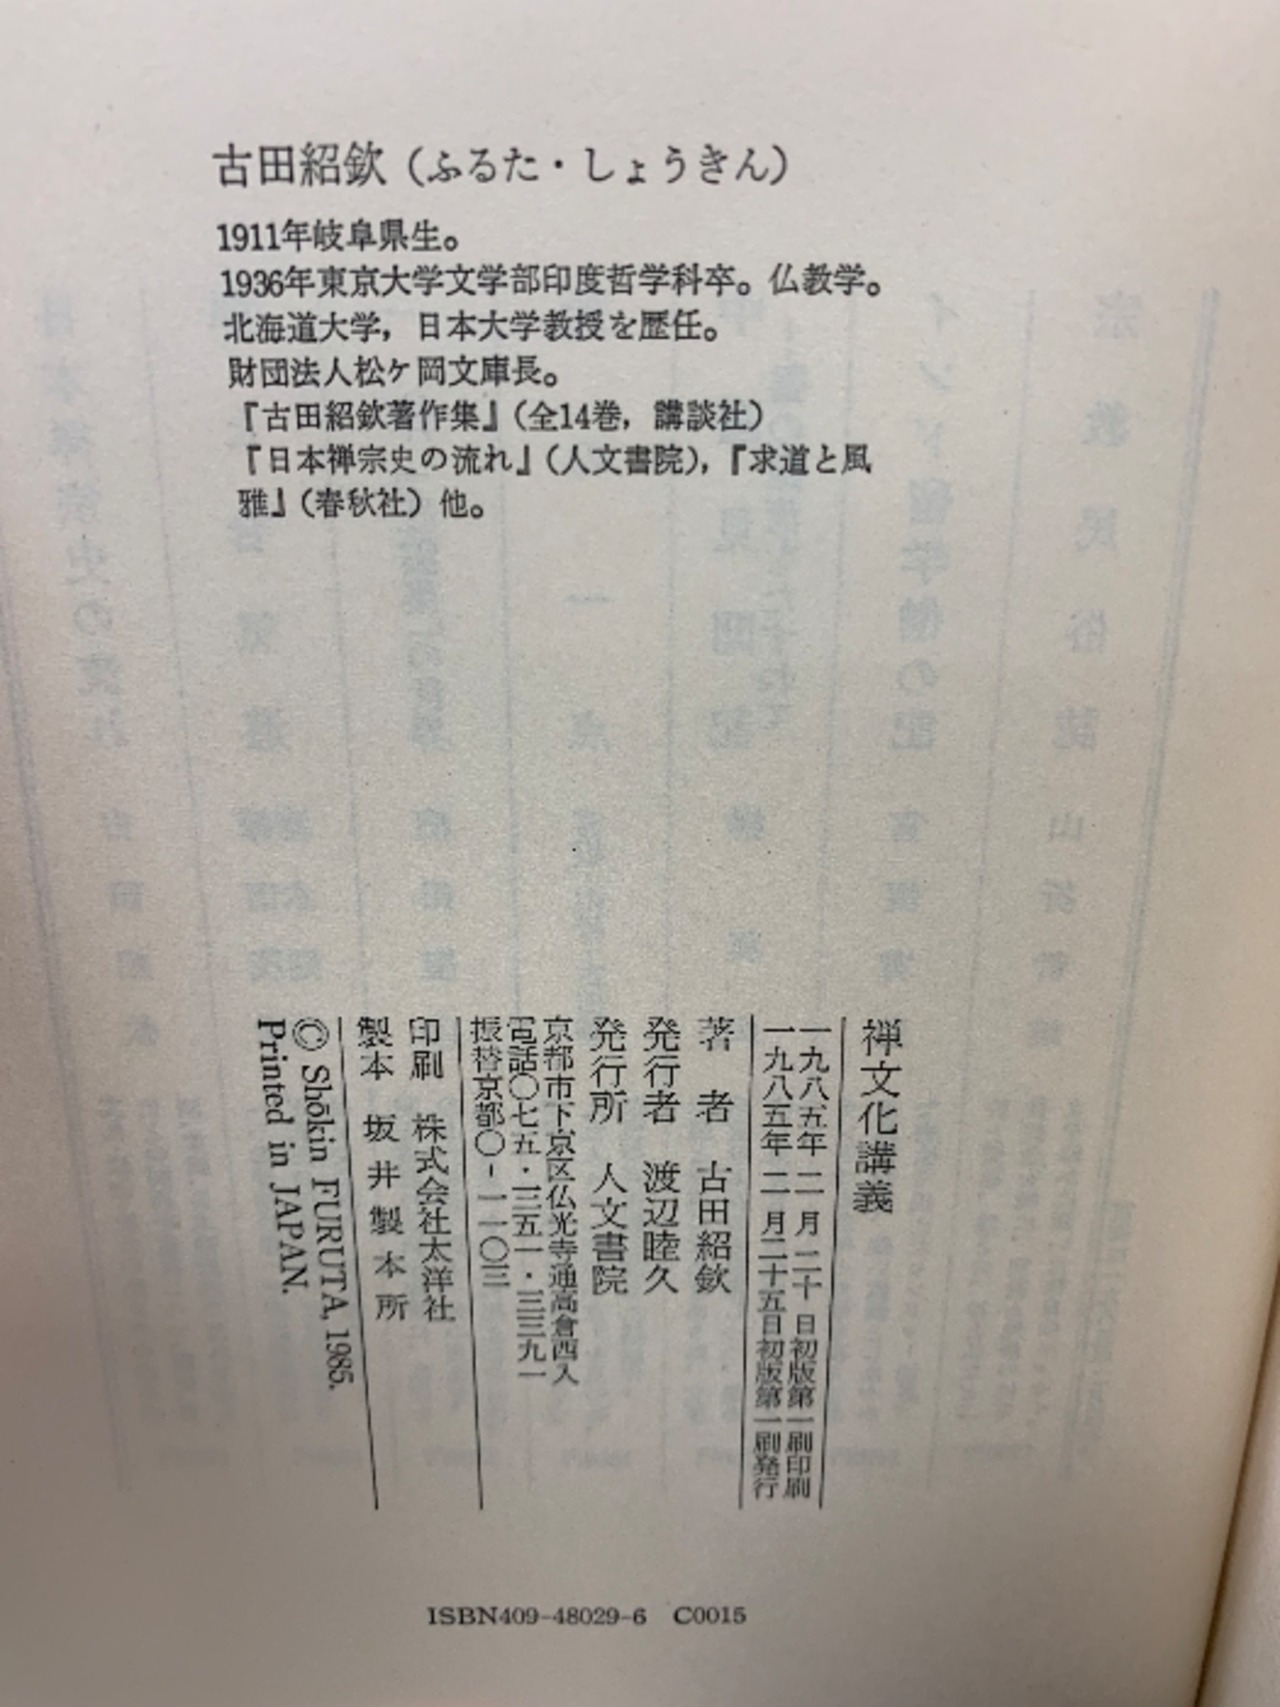 古田紹欽（ふるた・しょうきん）
1911年岐阜県生。
1936年東京大学文学部印度哲学科卒。仏教学。
北海道大学，日本大学教授を歴任。
財団法人松ケ岡文庫長。
『古田紹欽著作集』（全14巻，講談社）
『日本禅宗史の流れ』（人文書院），『求道と風
雅』（春秋社）他。
禅文化講義
一九八五年 二月 二十 日初版第一刷印刷
一九八五年 二月二十五日初版第一刷発行
著 者 古田紹欽
発行者 渡辺睦久
発行所 人文書院
京都市下京区仏光寺通高倉西入
電話〇七五・三五一・三三九一
振替京都〇-一一〇三
印刷 株式会社太洋社
製本 坂井製本所
© Shōkin FURUTA, 1985.
Printed in JAPAN.
ISBN409-48029-6 C0015